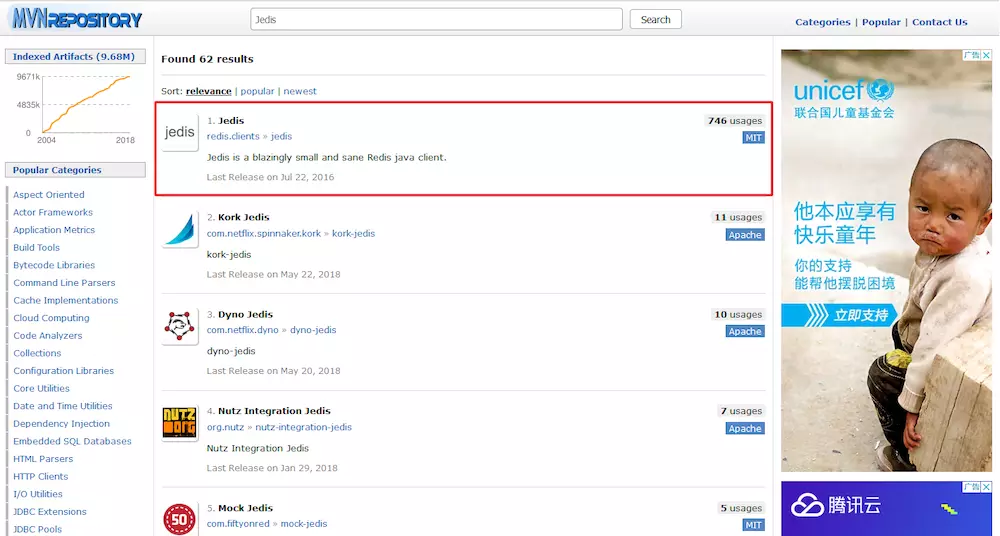 MVNREPOSITORY
Jedis
Search
Categories | Popular | Contact Us
Indexed Artifacts (9.68M)
9671k
4835k
0
2004
2018
Popular Categories
Aspect Oriented
Actor Frameworks
Application Metrics
Build Tools
Bytecode Libraries
Command Line Parsers
Cache Implementations
Cloud Computing
Code Analyzers
Collections
Configuration Libraries
Core Utilities
Date and Time Utilities
Dependency Injection
Embedded SQL Databases
HTML Parsers
HTTP Clients
I/O Utilities
JDBC Extensions
JDBC Pools
Found 62 results
Sort: relevance | popular | newest
jedis
1. Jedis
746 usages
redis.clients » jedis
MIT
Jedis is a blazingly small and sane Redis java client.
Last Release on Jul 22, 2016
2. Kork Jedis
11 usages
com.netflix.spinnaker.kork » kork-jedis
Apache
kork-jedis
Last Release on May 22, 2018
3. Dyno Jedis
10 usages
com.netflix.dyno » dyno-jedis
Apache
dyno-jedis
Last Release on May 20, 2018
NUTZ
WORT
4. Nutz Integration Jedis
7 usages
org.nutz » nutz-integration-jedis
Apache
Nutz Integration Jedis
Last Release on Jan 29, 2018
50
5. Mock Jedis
5 usages
com.fiftyonred » mock-jedis
MIT
广告
unicef
联合国儿童基金会
他本应享有
快乐童年
你的支持
能帮他摆脱困境
立即支持
广告
腾讯云